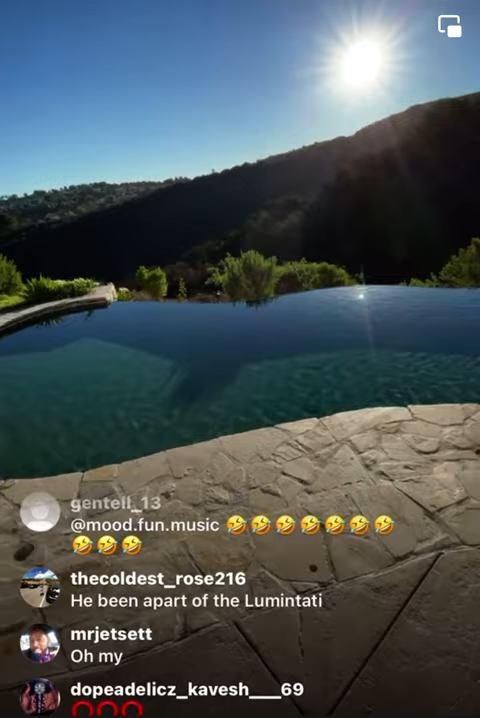 gentell_13
@mood.fun.music 🤣🤣🤣🤣🤣🤣🤣
🤣🤣🤣
thecoldest_rose216
He been apart of the Lumintati
mrjetsett
Oh my
dopeadelicz_kavesh___69
⭕⭕⭕